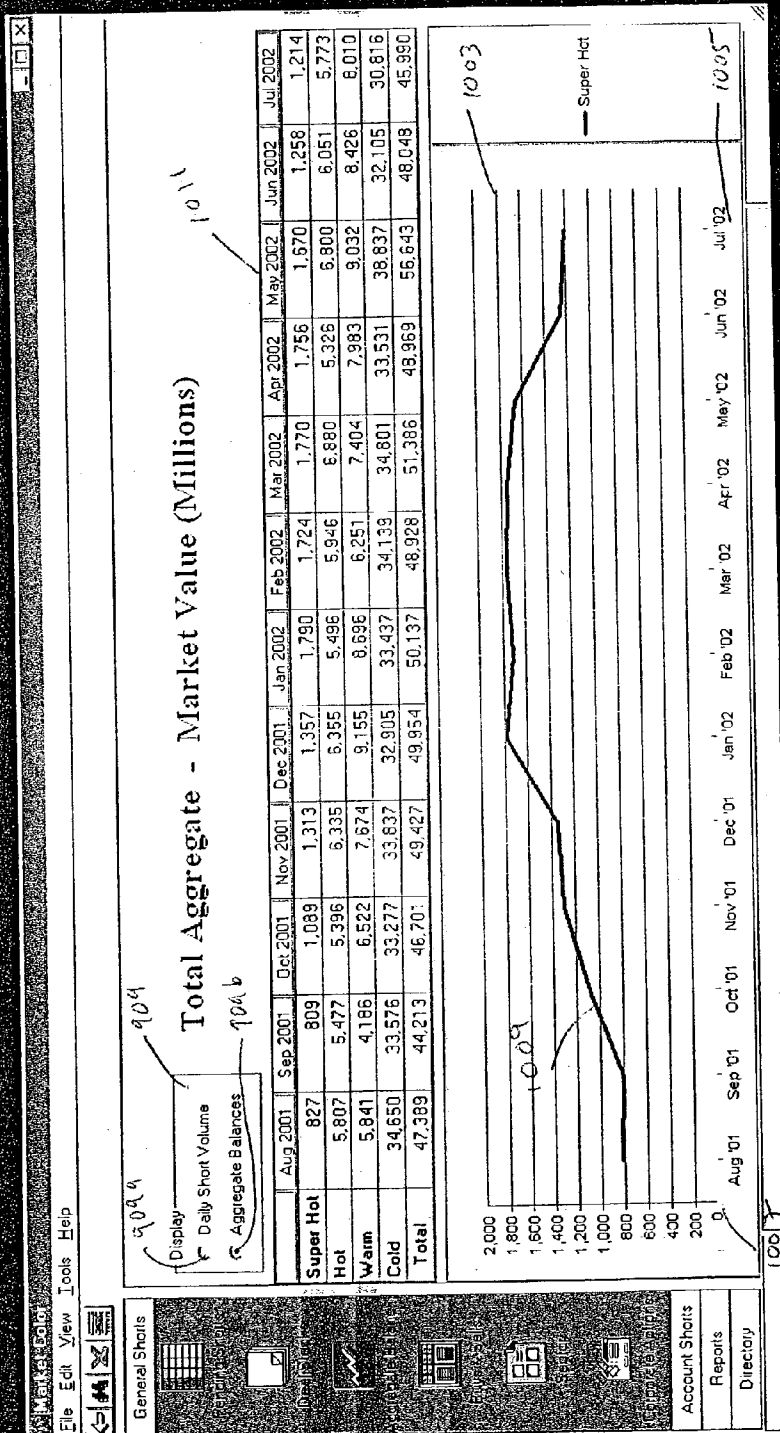 File Edit View Tools Help
General Shorts
Account Shorts
Reports
Directory
909a
909
Display
Daily Short Volume
Aggregate Balances
909b
Total Aggregate - Market Value (Millions)
1011
Aug 2001 Sep 2001 Oct 2001 Nov 2001 Dec 2001 Jan 2002 Feb 2002 Mar 2002 Apr 2002 May 2002 Jun 2002 Jul 2002
Super Hot 827 809 1,089 1,313 1,357 1,790 1,724 1,770 1,756 1,670 1,258 1,214
Hot 5,807 5,477 5,396 6,335 6,355 5,496 5,946 6,880 5,326 6,800 6,051 5,773
Warm 5,841 4,186 6,522 7,674 9,155 8,696 6,251 7,404 7,983 9,032 8,426 8,010
Cold 34,650 33,576 33,277 33,837 32,905 33,437 34,139 34,801 33,531 38,837 32,105 30,816
Total 47,389 44,213 46,701 49,427 49,954 50,137 48,928 51,386 48,969 56,643 48,048 45,990
2,000
1,800
1,600
1,400
1,200
1,000
800
600
400
200
0
1009
1003
Super Hot
1005
Aug '01 Sep '01 Oct '01 Nov '01 Dec '01 Jan '02 Feb '02 Mar '02 Apr '02 May '02 Jun '02 Jul '02
1007